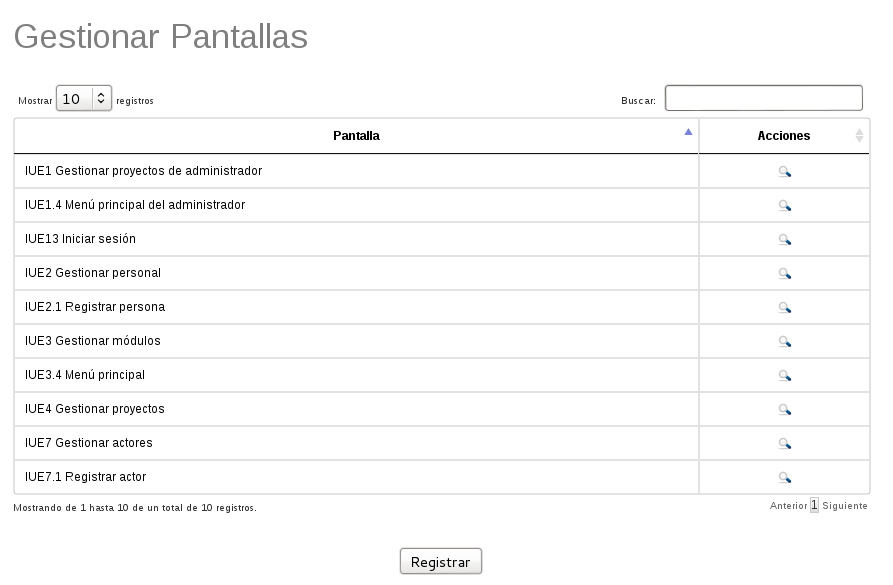 Gestionar Pantallas
Mostrar 10 registros Buscar:
Pantalla Acciones
IUE1 Gestionar proyectos de administrador
IUE1.4 Menú principal del administrador
IUE13 Iniciar sesión
IUE2 Gestionar personal
IUE2.1 Registrar persona
IUE3 Gestionar módulos
IUE3.4 Menú principal
IUE4 Gestionar proyectos
IUE7 Gestionar actores
IUE7.1 Registrar actor
Mostrando de 1 hasta 10 de un total de 10 registros. Anterior 1 Siguiente
Registrar